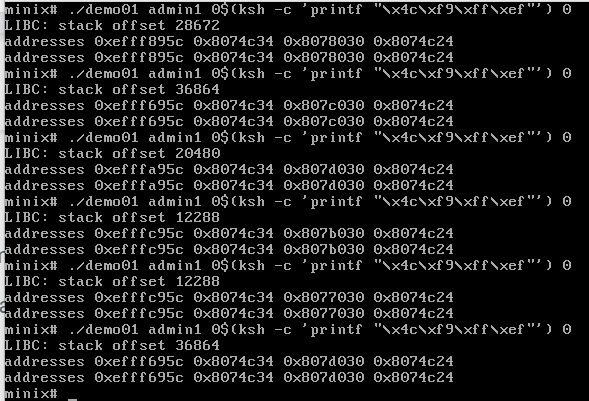 minix# ./demo01 admin1 0$(ksh -c 'printf "\x4c\xf9\xff\xef"') 0
LIBC: stack offset 28672
addresses 0xefff895c 0x8074c34 0x8078030 0x8074c24
addresses 0xefff895c 0x8074c34 0x8078030 0x8074c24
minix# ./demo01 admin1 0$(ksh -c 'printf "\x4c\xf9\xff\xef"') 0
LIBC: stack offset 36864
addresses 0xefff695c 0x8074c34 0x807c030 0x8074c24
addresses 0xefff695c 0x8074c34 0x807c030 0x8074c24
minix# ./demo01 admin1 0$(ksh -c 'printf "\x4c\xf9\xff\xef"') 0
LIBC: stack offset 20480
addresses 0xefffa95c 0x8074c34 0x807d030 0x8074c24
addresses 0xefffa95c 0x8074c34 0x807d030 0x8074c24
minix# ./demo01 admin1 0$(ksh -c 'printf "\x4c\xf9\xff\xef"') 0
LIBC: stack offset 12288
addresses 0xefffc95c 0x8074c34 0x807b030 0x8074c24
addresses 0xefffc95c 0x8074c34 0x807b030 0x8074c24
minix# ./demo01 admin1 0$(ksh -c 'printf "\x4c\xf9\xff\xef"') 0
LIBC: stack offset 12288
addresses 0xefffc95c 0x8074c34 0x8077030 0x8074c24
addresses 0xefffc95c 0x8074c34 0x8077030 0x8074c24
minix# ./demo01 admin1 0$(ksh -c 'printf "\x4c\xf9\xff\xef"') 0
LIBC: stack offset 36864
addresses 0xefff695c 0x8074c34 0x807d030 0x8074c24
addresses 0xefff695c 0x8074c34 0x807d030 0x8074c24
minix# _